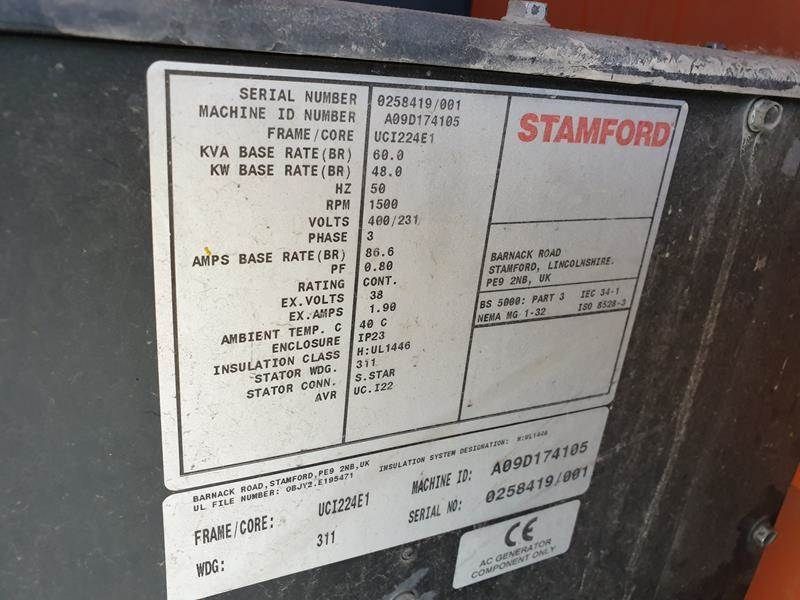 SERIAL NUMBER 0258419/001
MACHINE ID NUMBER A09D174105
FRAME/CORE UCI224E1
KVA BASE RATE(BR) 60.0
KW BASE RATE(BR) 48.0
HZ 50
RPM 1500
VOLTS 400/231
PHASE 3
AMPS BASE RATE(BR) 86.6
PF 0.80
RATING CONT.
EX.VOLTS 38
EX.AMPS 1.90
AMBIENT TEMP. C 40 C
ENCLOSURE IP23
INSULATION CLASS H:UL1446
STATOR WDG. 311
STATOR CONN. S.STAR
AVR UC.I22
STAMFORD
BARNACK ROAD
STAMFORD, LINCOLNSHIRE.
PE9 2NB, UK
BS 5000: PART 3 IEC 34-1
NEMA MG 1-32 ISO 8528-3
BARNACK ROAD,STAMFORD,PE9 2NB,UK INSULATION SYSTEM DESIGNATION: H:UL1446
UL FILE NUMBER: OBJY2.E195471
FRAME/CORE: UCI224E1 MACHINE ID: A09D174105
WDG: 311 SERIAL NO: 0258419/001
CE
AC GENERATOR
COMPONENT ONLY